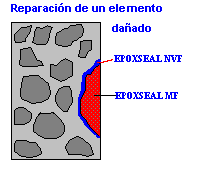 Reparación de un elemento
dañado
EPOXSEAL NVF
EPOXSEAL MF